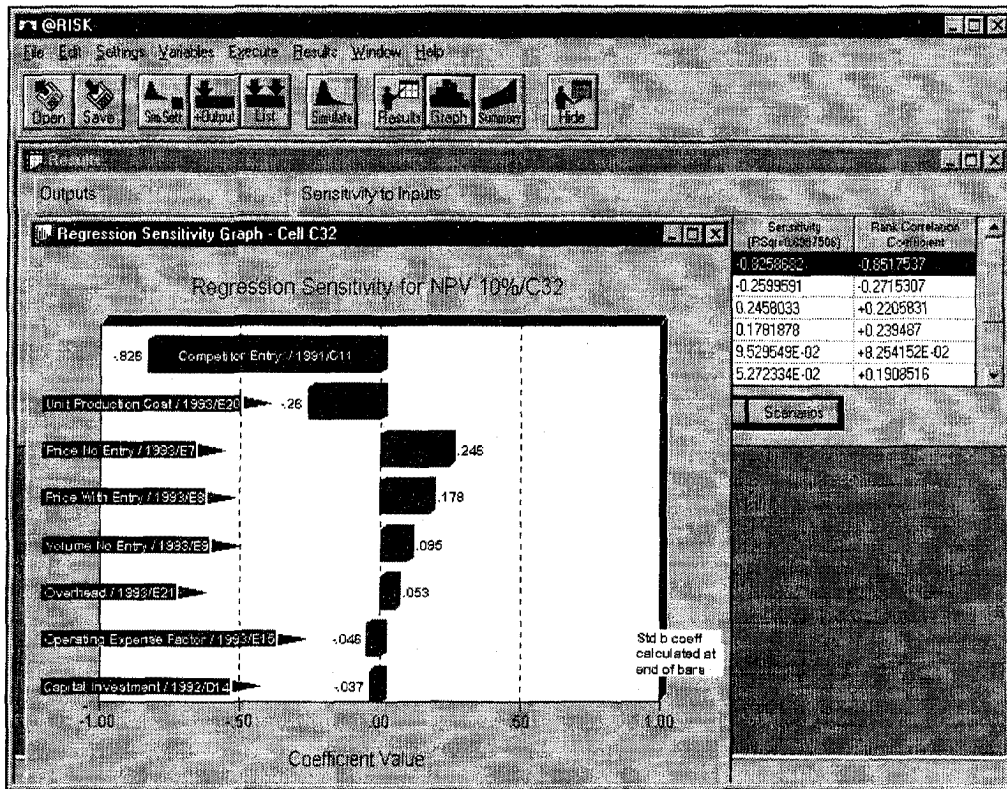 @RISK
File Edit Settings Variables Execute Results Window Help
Open Save Sim.Sett +Output List Simulate Results Graph Summary Hide
Results
Outputs Sensitivity to Inputs
Regression Sensitivity Graph - Cell C32
Sensitivity Rank Correlation
Coefficient
-0.8258682 -0.8517537
-0.2599591 -0.2715307
0.2458033 +0.2205831
0.1781878 +0.239487
9.529549E-02 +8.254152E-02
5.272334E-02 +0.1908516
Scenarios
Regression Sensitivity for NPV 10%/C32
-.826 Competitor Entry: / 1991/C11
Unit Production Cost / 1993/E20 -.26
Price No Entry / 1993/E7 .246
Price With Entry / 1993/E8 .178
Volume No Entry / 1993/E9 .095
Overhead / 1993/E21 .053
Operating Expense Factor / 1993/E15 -.046
Capital Investment / 1992/D14 -.037
Std b coeff
calculated at
end of bars
-1.00 -.50 .00 .50 1.00
Coefficient Value